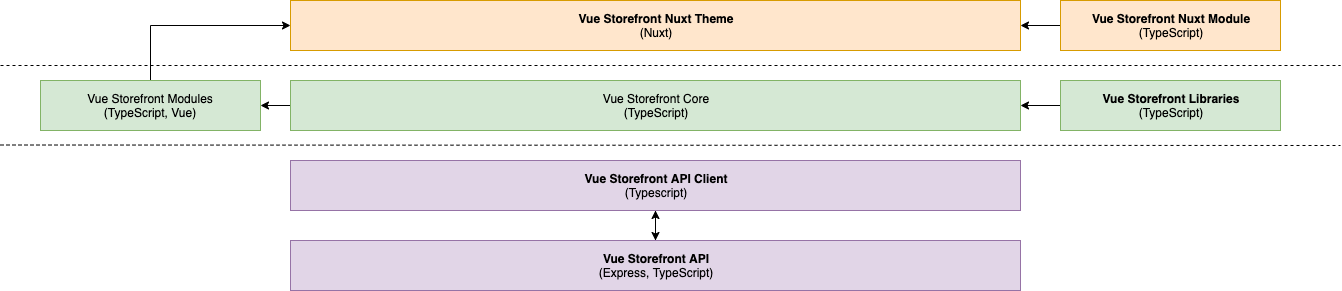 Vue Storefront Nuxt Theme
(Nuxt)
Vue Storefront Nuxt Module
(TypeScript)
Vue Storefront Modules
(TypeScript, Vue)
Vue Storefront Core
(TypeScript)
Vue Storefront Libraries
(TypeScript)
Vue Storefront API Client
(Typescript)
Vue Storefront API
(Express, TypeScript)